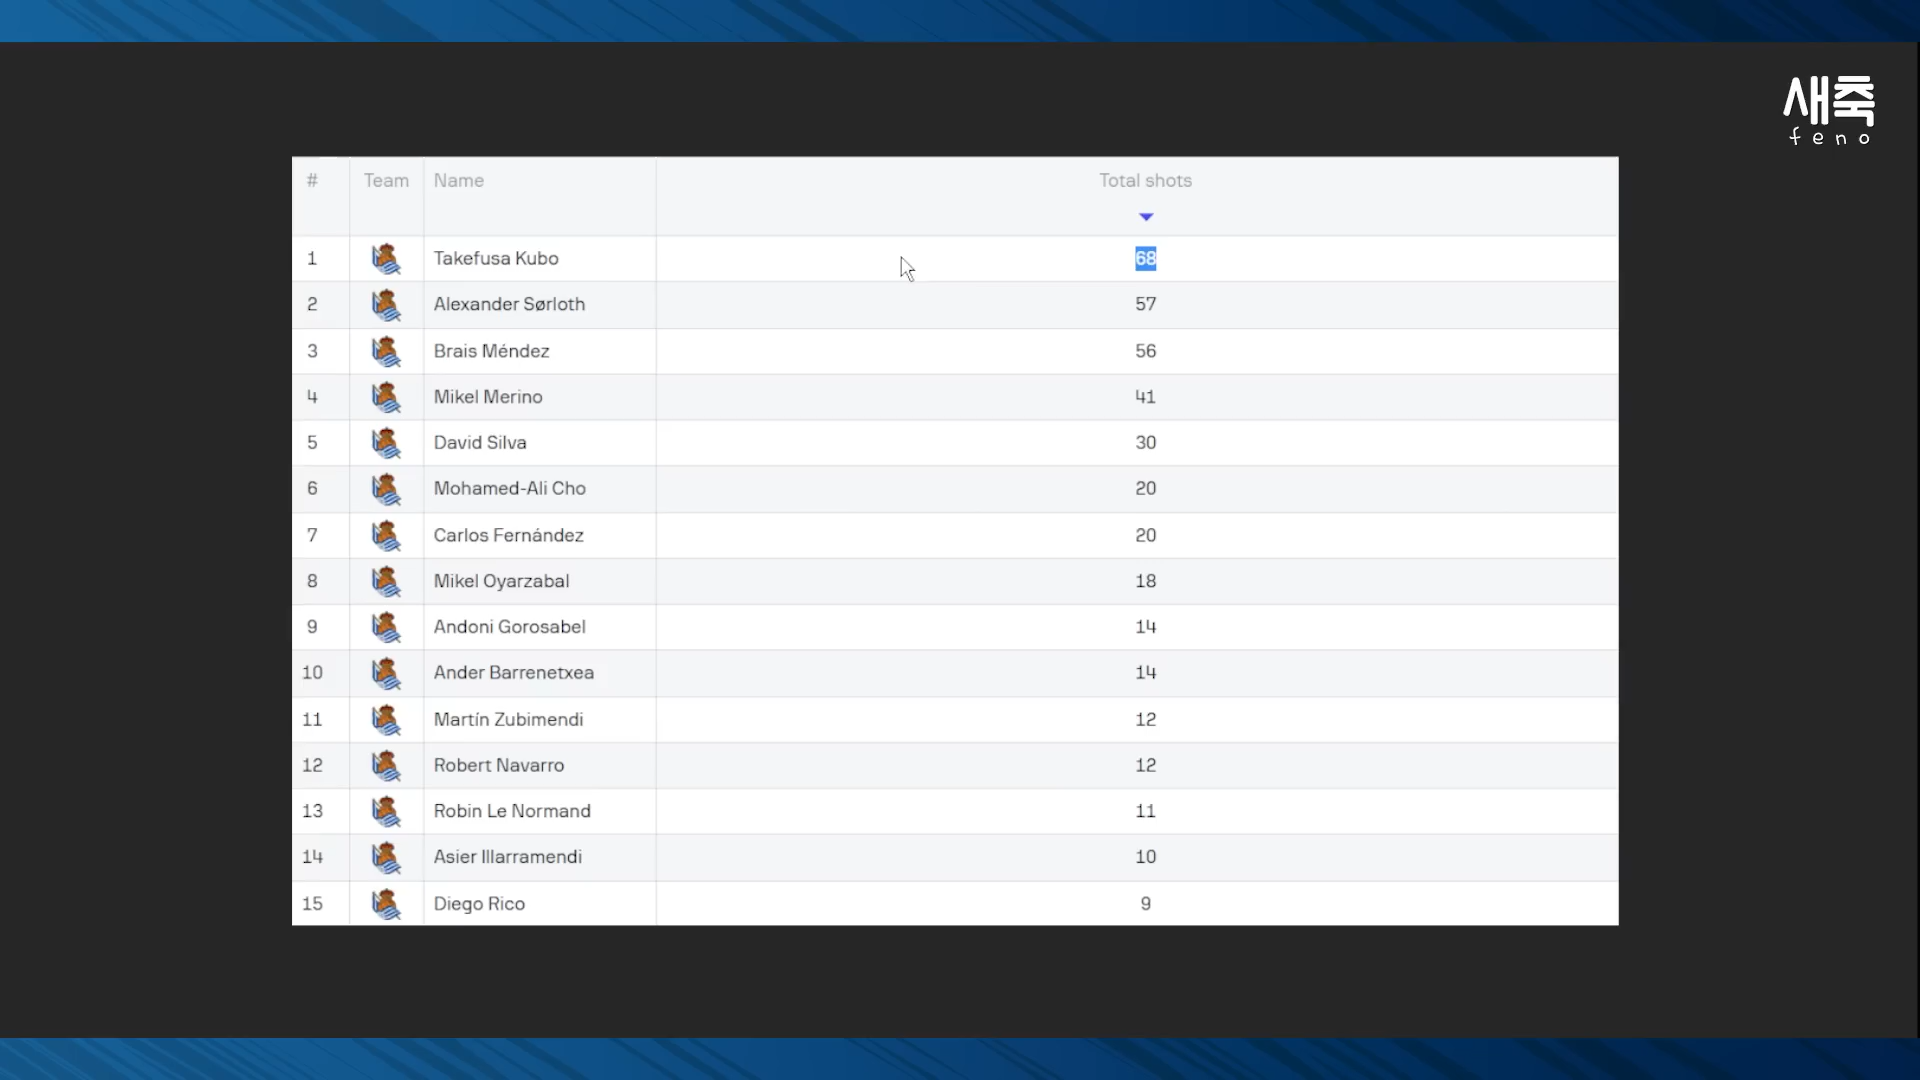 새축
feno
# Team Name Total shots
1 Takefusa Kubo 68
2 Alexander Sørloth 57
3 Brais Méndez 56
4 Mikel Merino 41
5 David Silva 30
6 Mohamed-Ali Cho 20
7 Carlos Fernández 20
8 Mikel Oyarzabal 18
9 Andoni Gorosabel 14
10 Ander Barrenetxea 14
11 Martín Zubimendi 12
12 Robert Navarro 12
13 Robin Le Normand 11
14 Asier Illarramendi 10
15 Diego Rico 9